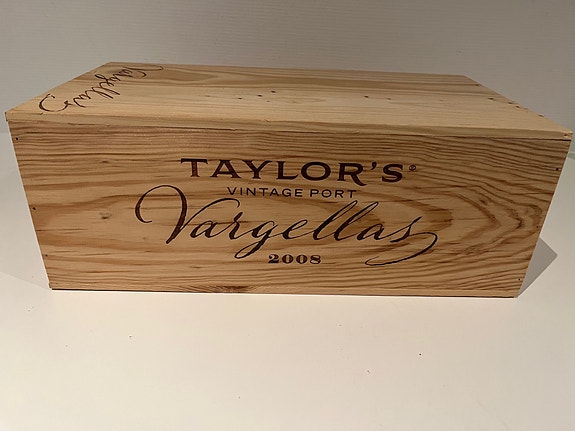 Vargellas
TAYLOR'S
VINTAGE PORT
Vargellas
2008